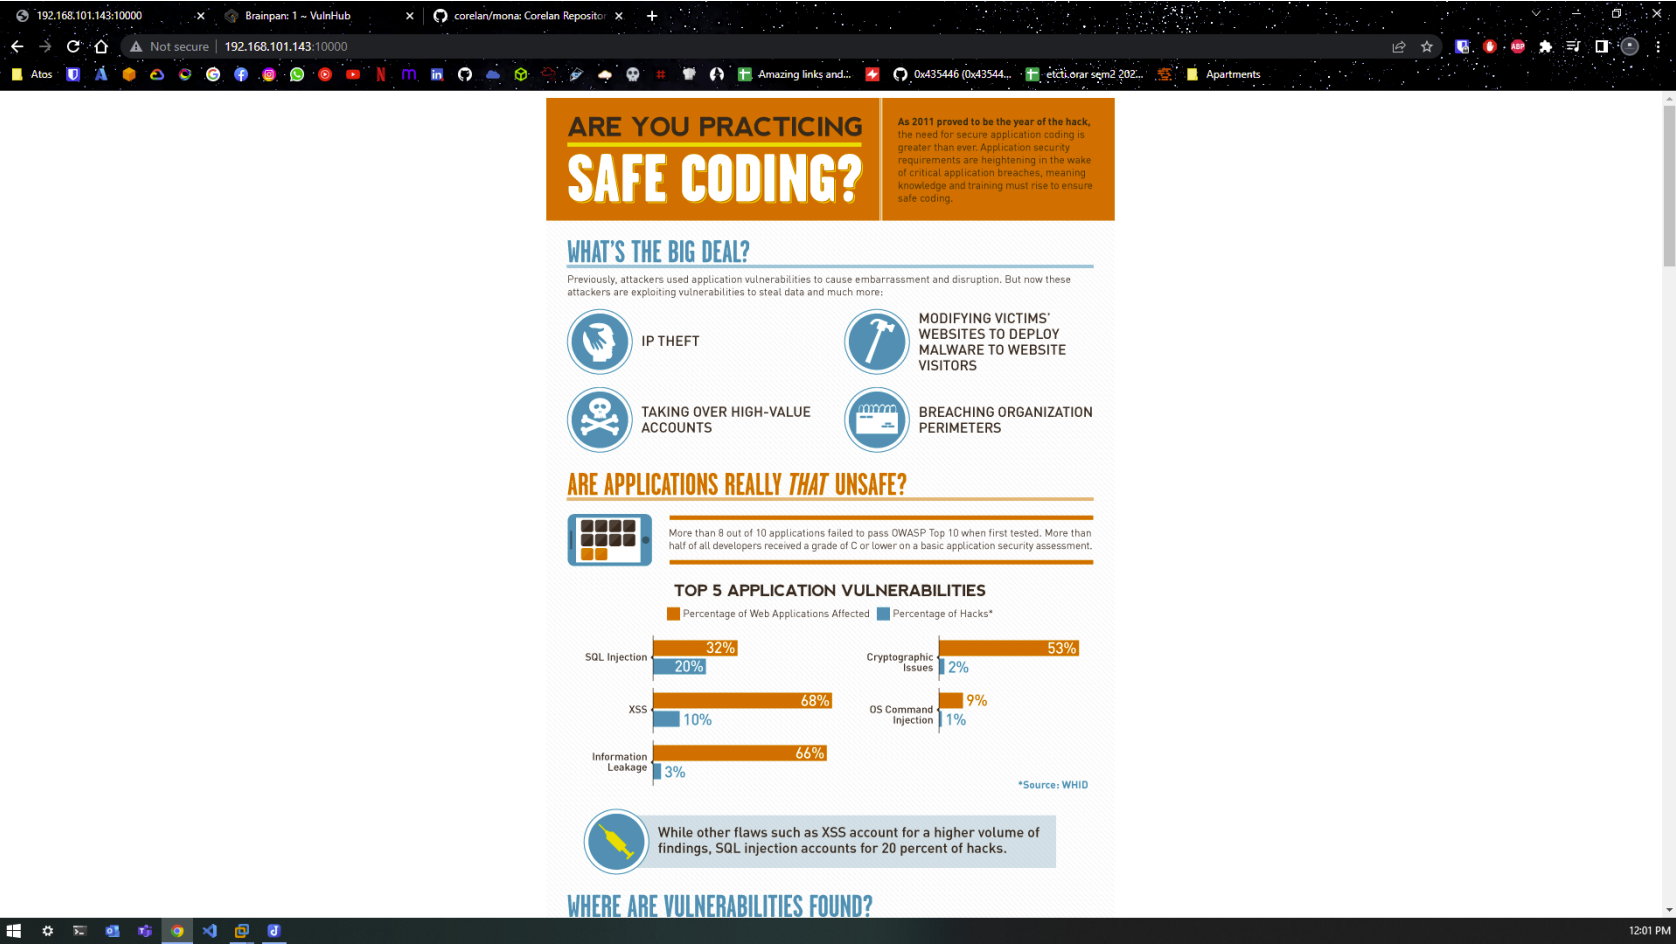 192.168.101.143:10000
Brainpan: 1 ~ VulnHub
corelan/mona: Corelan Repositor
Not secure
192.168.101.143:10000
Atos
Amazing links and...
0x435446 (0x43544...
etcti.orar sem2 202...
Apartments
ARE YOU PRACTICING
SAFE CODING?
As 2011 proved to be the year of the hack,
the need for secure application coding is
greater than ever. Application security
requirements are heightening in the wake
of critical application breaches, meaning
knowledge and training must rise to ensure
safe coding.
WHAT'S THE BIG DEAL?
Previously, attackers used application vulnerabilities to cause embarrassment and disruption. But now these
attackers are exploiting vulnerabilities to steal data and much more:
IP THEFT
MODIFYING VICTIMS'
WEBSITES TO DEPLOY
MALWARE TO WEBSITE
VISITORS
TAKING OVER HIGH-VALUE
ACCOUNTS
BREACHING ORGANIZATION
PERIMETERS
ARE APPLICATIONS REALLY THAT UNSAFE?
More than 8 out of 10 applications failed to pass OWASP Top 10 when first tested. More than
half of all developers received a grade of C or lower on a basic application security assessment.
TOP 5 APPLICATION VULNERABILITIES
Percentage of Web Applications Affected
Percentage of Hacks*
SQL Injection
32%
20%
XSS
68%
10%
Information
Leakage
66%
3%
Cryptographic
Issues
53%
2%
OS Command
Injection
9%
1%
*Source: WHID
While other flaws such as XSS account for a higher volume of
findings, SQL injection accounts for 20 percent of hacks.
WHERE ARE VULNERABILITIES FOUND?
12:01 PM